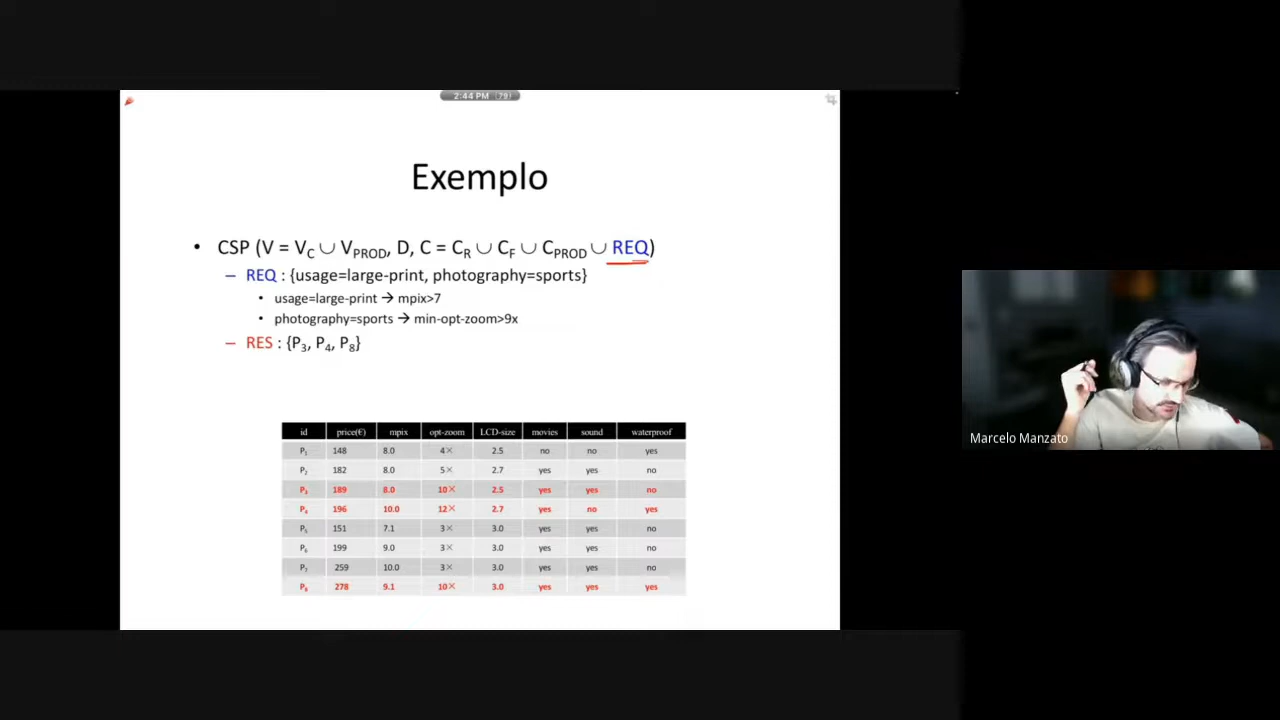 2:44 PM (79)
Exemplo
• CSP (V = V_C ∪ V_PROD, D, C = C_R ∪ C_F ∪ C_PROD ∪ REQ)
– REQ : {usage=large-print, photography=sports}
• usage=large-print → mpix>7
• photography=sports → min-opt-zoom>9x
– RES : {P₃, P₄, P₈}
id price(€) mpix opt-zoom LCD-size movies sound waterproof
P₁ 148 8.0 4× 2.5 no no yes
P₂ 182 8.0 5× 2.7 yes yes no
P₃ 189 8.0 10× 2.5 yes yes no
P₄ 196 10.0 12× 2.7 yes no yes
P₅ 151 7.1 3× 3.0 yes yes no
P₆ 199 9.0 3× 3.0 yes yes no
P₇ 259 10.0 3× 3.0 yes yes no
P₈ 278 9.1 10× 3.0 yes yes yes
Marcelo Manzato